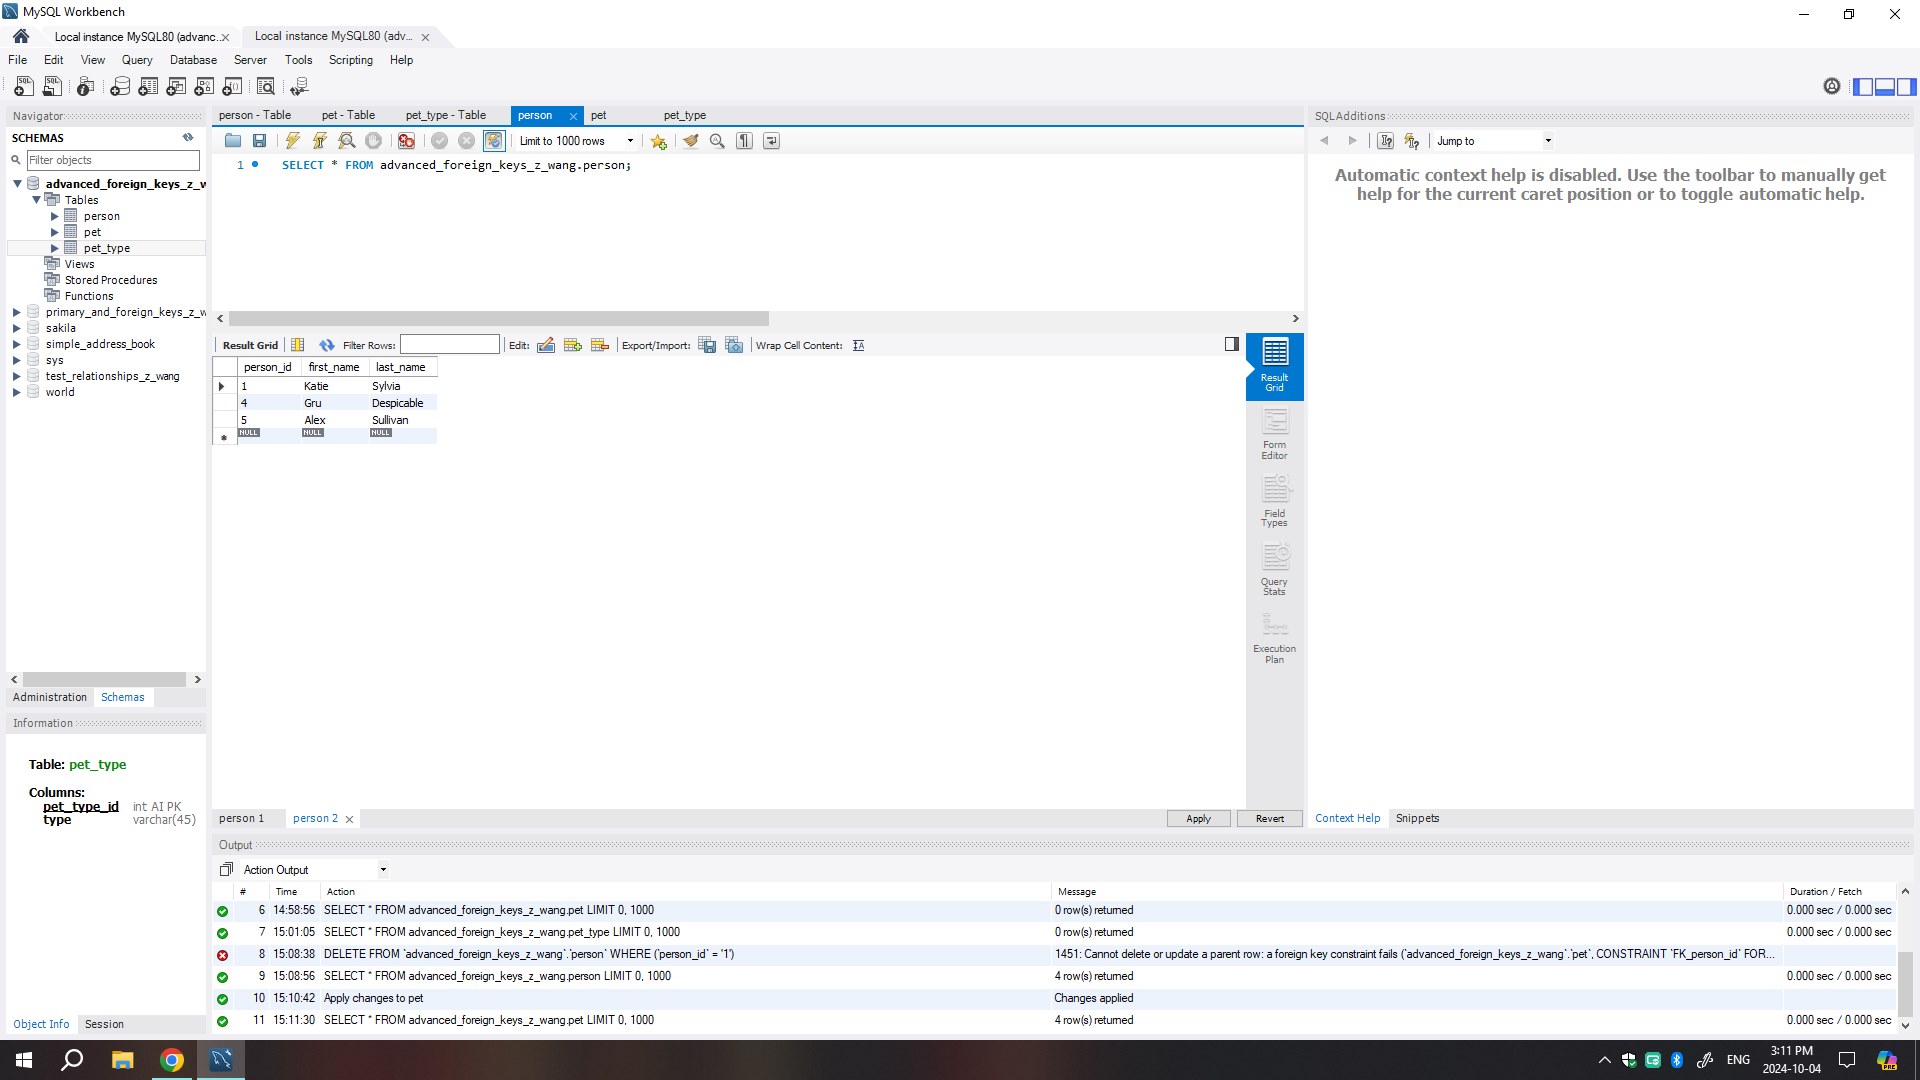 MySQL Workbench
Local instance MySQL80 (advanc... x
Local instance MySQL80 (adv... x
File Edit View Query Database Server Tools Scripting Help
Navigator
SCHEMAS
Filter objects
advanced_foreign_keys_z_w
Tables
person
pet
pet_type
Views
Stored Procedures
Functions
primary_and_foreign_keys_z_w
sakila
simple_address_book
sys
test_relationships_z_wang
world
Administration Schemas
Information
Table: pet_type
Columns:
pet_type_id int AI PK
type varchar(45)
Object Info Session
person - Table pet - Table pet_type - Table person pet pet_type
Limit to 1000 rows
1 SELECT * FROM advanced_foreign_keys_z_wang.person;
Result Grid Filter Rows: Edit: Export/Import: Wrap Cell Content:
person_id first_name last_name
1 Katie Sylvia
4 Gru Despicable
5 Alex Sullivan
NULL NULL NULL
Result Grid
Form Editor
Field Types
Query Stats
Execution Plan
person 1 person 2 Apply Revert
SQLAdditions
Jump to
Automatic context help is disabled. Use the toolbar to manually get
help for the current caret position or to toggle automatic help.
Context Help Snippets
Output
Action Output
# Time Action Message Duration / Fetch
6 14:58:56 SELECT * FROM advanced_foreign_keys_z_wang.pet LIMIT 0, 1000 0 row(s) returned 0.000 sec / 0.000 sec
7 15:01:05 SELECT * FROM advanced_foreign_keys_z_wang.pet_type LIMIT 0, 1000 0 row(s) returned 0.000 sec / 0.000 sec
8 15:08:38 DELETE FROM `advanced_foreign_keys_z_wang`.`person` WHERE (`person_id` = '1') 1451: Cannot delete or update a parent row: a foreign key constraint fails (`advanced_foreign_keys_z_wang`.`pet`, CONSTRAINT `FK_person_id` FOR...
9 15:08:56 SELECT * FROM advanced_foreign_keys_z_wang.person LIMIT 0, 1000 4 row(s) returned 0.000 sec / 0.000 sec
10 15:10:42 Apply changes to pet Changes applied
11 15:11:30 SELECT * FROM advanced_foreign_keys_z_wang.pet LIMIT 0, 1000 4 row(s) returned 0.000 sec / 0.000 sec
ENG
3:11 PM
2024-10-04